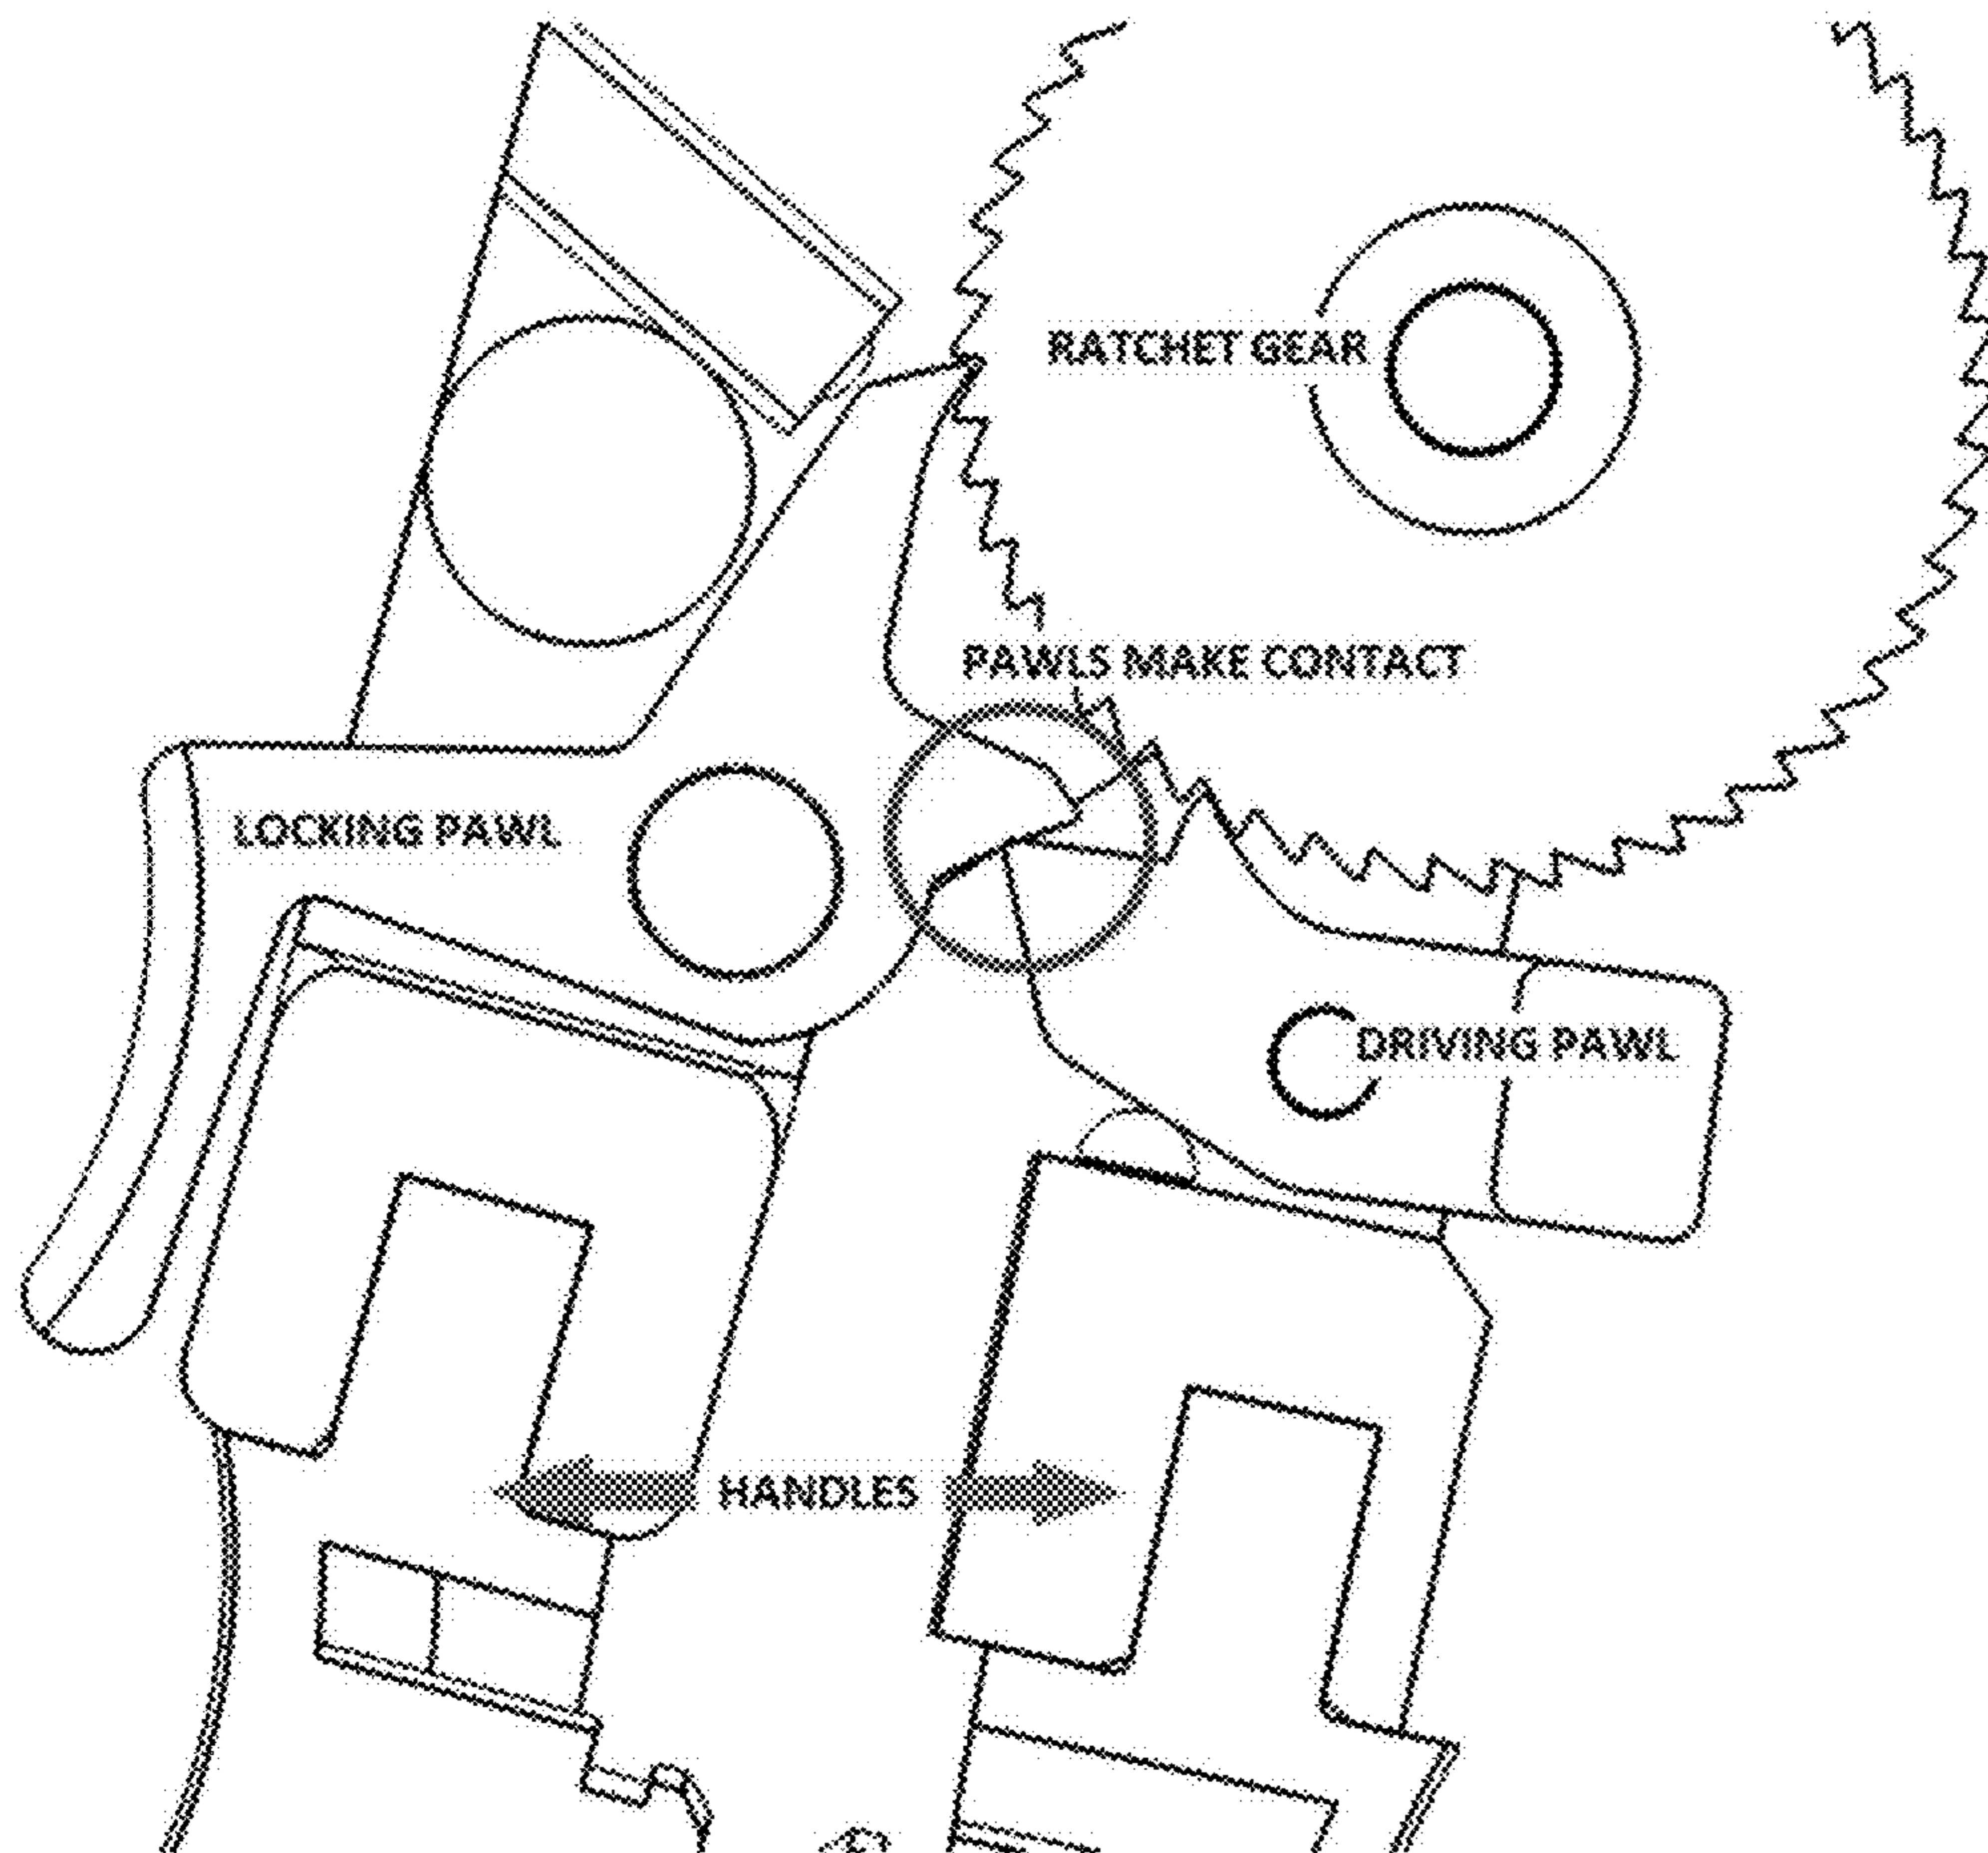 RATCHET GEAR
PAWLS MAKE CONTACT
LOCKING PAWL
DRIVING PAWL
HANDLES